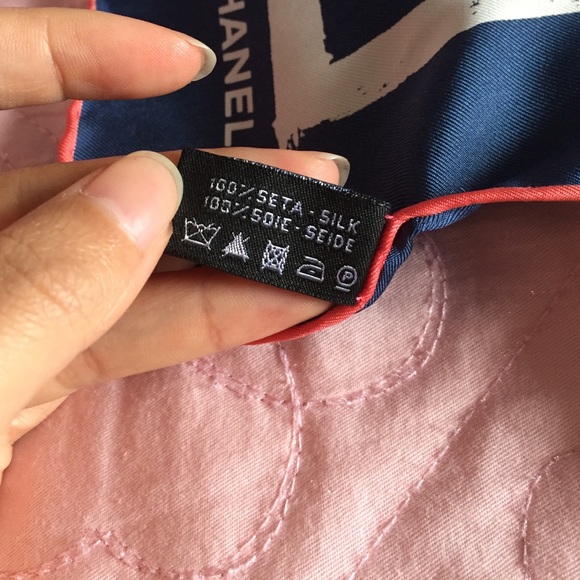 CHANEL
100% SETA - SILK
100% SOIE - SEIDE
P